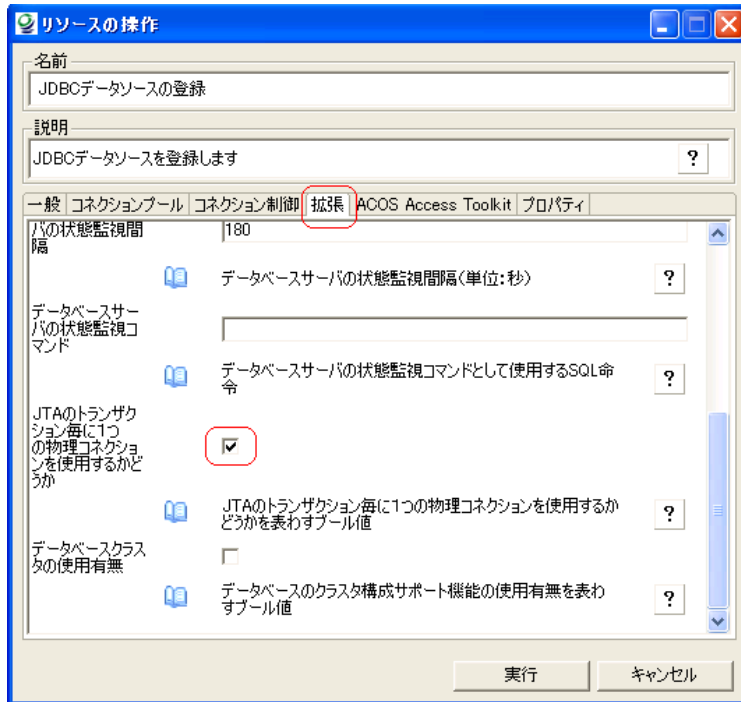 リソースの操作
名前
JDBCデータソースの登録
説明
JDBCデータソースを登録します
?
一般 コネクションプール コネクション制御 拡張 ACOS Access Toolkit プロパティ
バの状態監視間
隔
180
データベースサーバの状態監視間隔(単位:秒)
?
データベースサー
バの状態監視コ
マンド
データベースサーバの状態監視コマンドとして使用するSQL命
令
?
JTAのトランザク
ション毎に1つ
の物理コネクショ
ンを使用するかど
うか
JTAのトランザクション毎に1つの物理コネクションを使用するか
どうかを表わすブール値
?
データベースクラス
タの使用有無
データベースのクラスタ構成サポート機能の使用有無を表わ
すブール値
?
実行
キャンセル